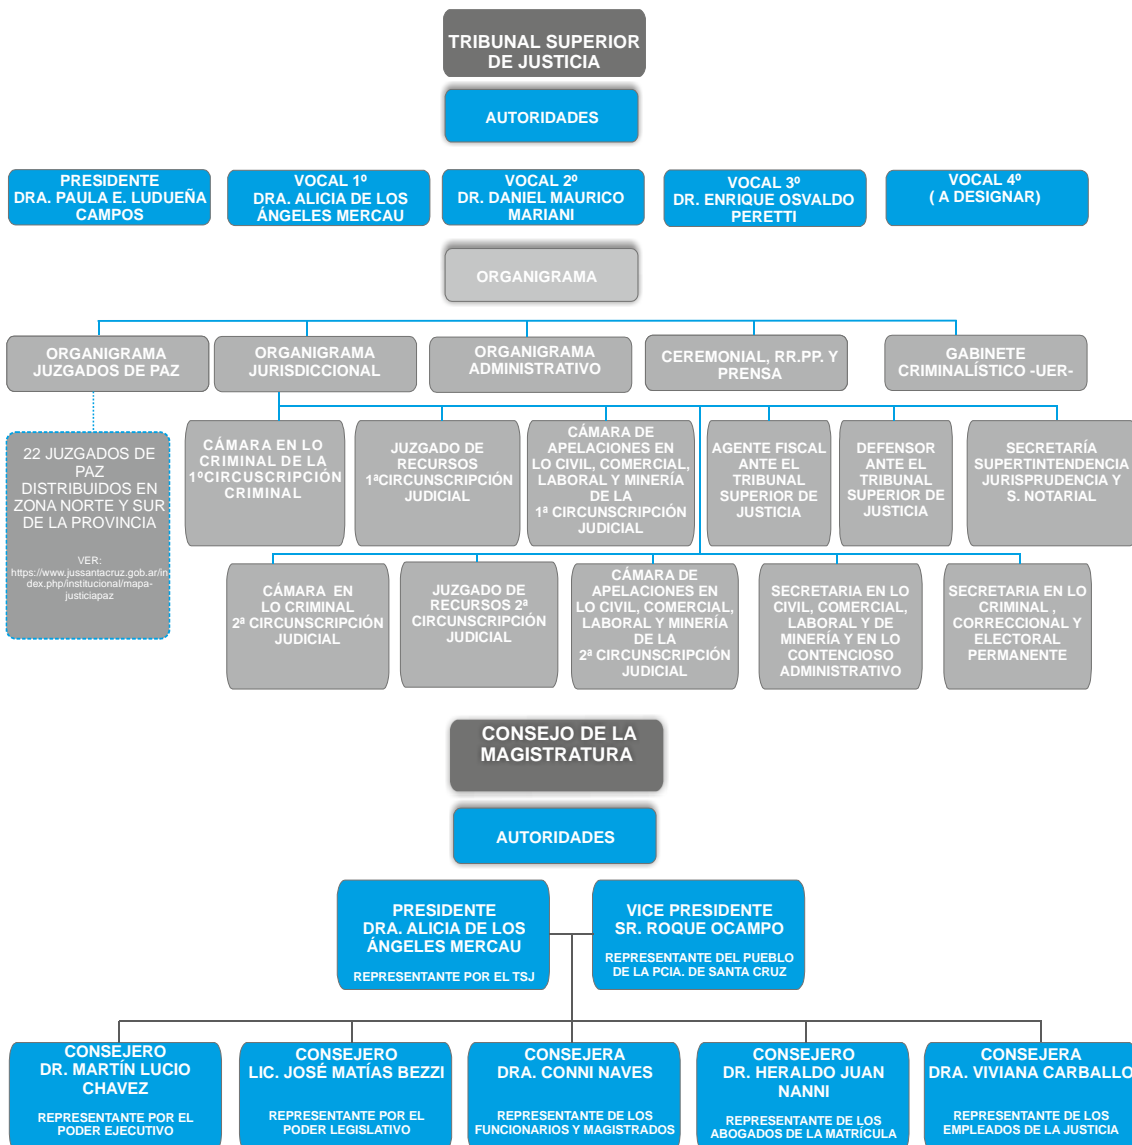 TRIBUNAL SUPERIOR
DE JUSTICIA
AUTORIDADES
PRESIDENTE
DRA. PAULA E. LUDUEÑA
CAMPOS
VOCAL 1º
DRA. ALICIA DE LOS
ÁNGELES MERCAU
VOCAL 2º
DR. DANIEL MAURICO
MARIANI
VOCAL 3º
DR. ENRIQUE OSVALDO
PERETTI
VOCAL 4º
( A DESIGNAR)
ORGANIGRAMA
ORGANIGRAMA
JUZGADOS DE PAZ
ORGANIGRAMA
JURISDICCIONAL
ORGANIGRAMA
ADMINISTRATIVO
CEREMONIAL, RR.PP. Y
PRENSA
GABINETE
CRIMINALÍSTICO -UER-
22 JUZGADOS DE
PAZ
DISTRIBUIDOS EN
ZONA NORTE Y SUR
DE LA PROVINCIA
VER:
https://www.jussantacruz.gob.ar/in
dex.php/institucional/mapa-
justiciapaz
CÁMARA EN LO
CRIMINAL DE LA
1ºCIRCUSCRIPCIÓN
CRIMINAL
JUZGADO DE
RECURSOS
1ªCIRCUNSCRIPCIÓN
JUDICIAL
CÁMARA DE
APELACIONES EN
LO CIVIL, COMERCIAL,
LABORAL Y MINERÍA
DE LA
1ª CIRCUNSCRIPCIÓN
JUDICIAL
AGENTE FISCAL
ANTE EL
TRIBUNAL
SUPERIOR DE
JUSTICIA
DEFENSOR
ANTE EL
TRIBUNAL
SUPERIOR DE
JUSTICIA
SECRETARÍA
SUPERTINTENDENCIA
JURISPRUDENCIA Y
S. NOTARIAL
CÁMARA EN
LO CRIMINAL
2ª CIRCUNSCRIPCIÓN
JUDICIAL
JUZGADO DE
RECURSOS 2ª
CIRCUNSCRIPCIÓN
JUDICIAL
CÁMARA DE
APELACIONES EN
LO CIVIL, COMERCIAL,
LABORAL Y MINERÍA
DE LA
2ª CIRCUNSCRIPCIÓN
JUDICIAL
SECRETARIA EN LO
CIVIL, COMERCIAL,
LABORAL Y DE
MINERÍA Y EN LO
CONTENCIOSO
ADMINISTRATIVO
SECRETARIA EN LO
CRIMINAL ,
CORRECCIONAL Y
ELECTORAL
PERMANENTE
CONSEJO DE LA
MAGISTRATURA
AUTORIDADES
PRESIDENTE
DRA. ALICIA DE LOS
ÁNGELES MERCAU
REPRESENTANTE POR EL TSJ
VICE PRESIDENTE
SR. ROQUE OCAMPO
REPRESENTANTE DEL PUEBLO
DE LA PCIA. DE SANTA CRUZ
CONSEJERO
DR. MARTÍN LUCIO
CHAVEZ
REPRESENTANTE POR EL
PODER EJECUTIVO
CONSEJERO
LIC. JOSÉ MATÍAS BEZZI
REPRESENTANTE POR EL
PODER LEGISLATIVO
CONSEJERA
DRA. CONNI NAVES
REPRESENTANTE DE LOS
FUNCIONARIOS Y MAGISTRADOS
CONSEJERO
DR. HERALDO JUAN
NANNI
REPRESENTANTE DE LOS
ABOGADOS DE LA MATRÍCULA
CONSEJERA
DRA. VIVIANA CARBALLO
REPRESENTANTE DE LOS
EMPLEADOS DE LA JUSTICIA